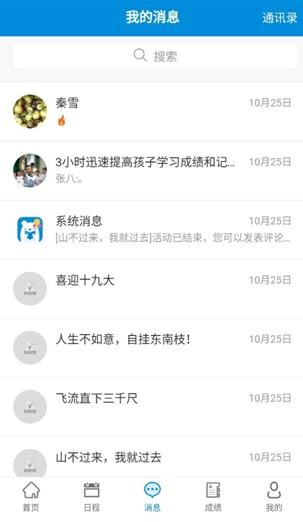 我的消息 通讯录
搜索
秦雪 10月25日
🔥
3小时迅速提高孩子学习成绩和记... 10月25日
张八:。
系统消息 10月25日
[山不过来，我就过去]活动已结束，您可以发表评论...
喜迎十九大 10月25日
人生不如意，自挂东南枝！ 10月25日
飞流直下三千尺 10月25日
山不过来，我就过去 10月25日
首页 日程 消息 成绩 我的